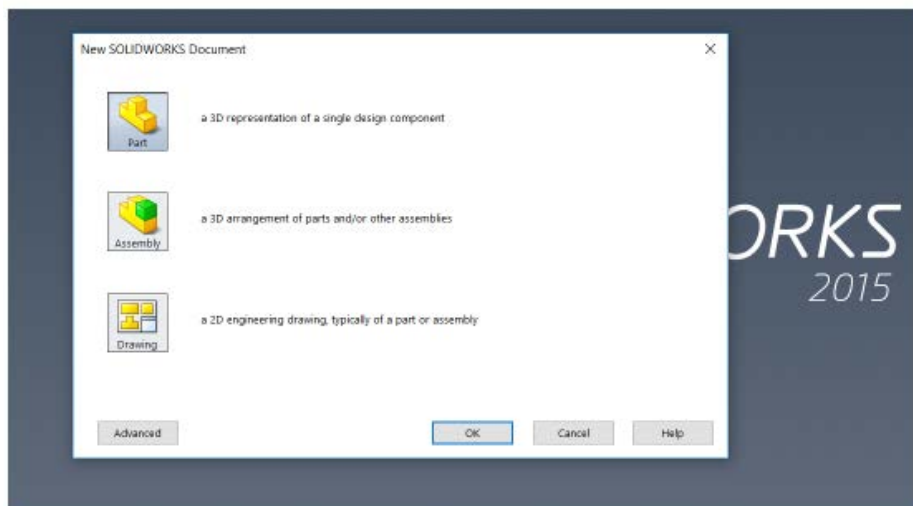 New SOLIDWORKS Document
Part
a 3D representation of a single design component
Assembly
a 3D arrangement of parts and/or other assemblies
Drawing
a 2D engineering drawing, typically of a part or assembly
Advanced
OK
Cancel
Help
ORKS
2015